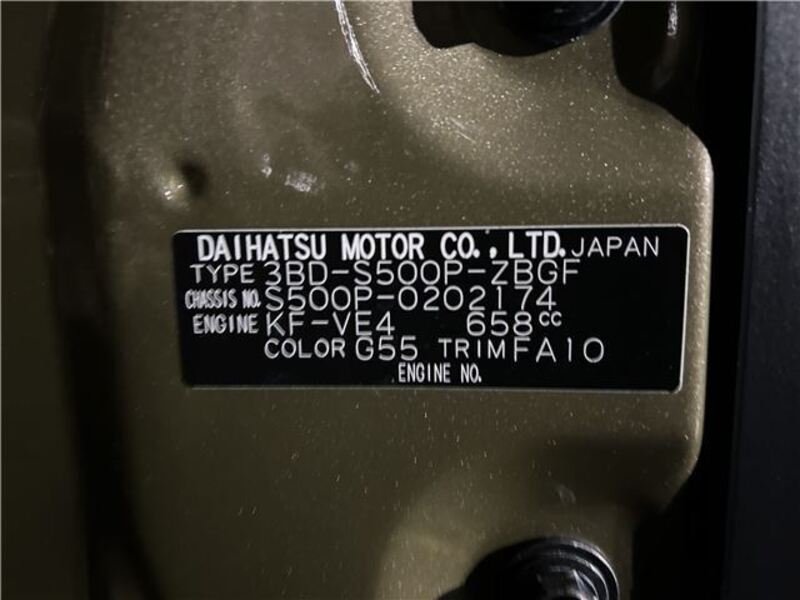 DAIHATSU MOTOR CO., LTD. JAPAN
TYPE 3BD-S500P-ZBGF
CHASSIS NO. S500P-0202174
ENGINE KF-VE4 658cc
COLOR G55 TRIM FA10
ENGINE NO.